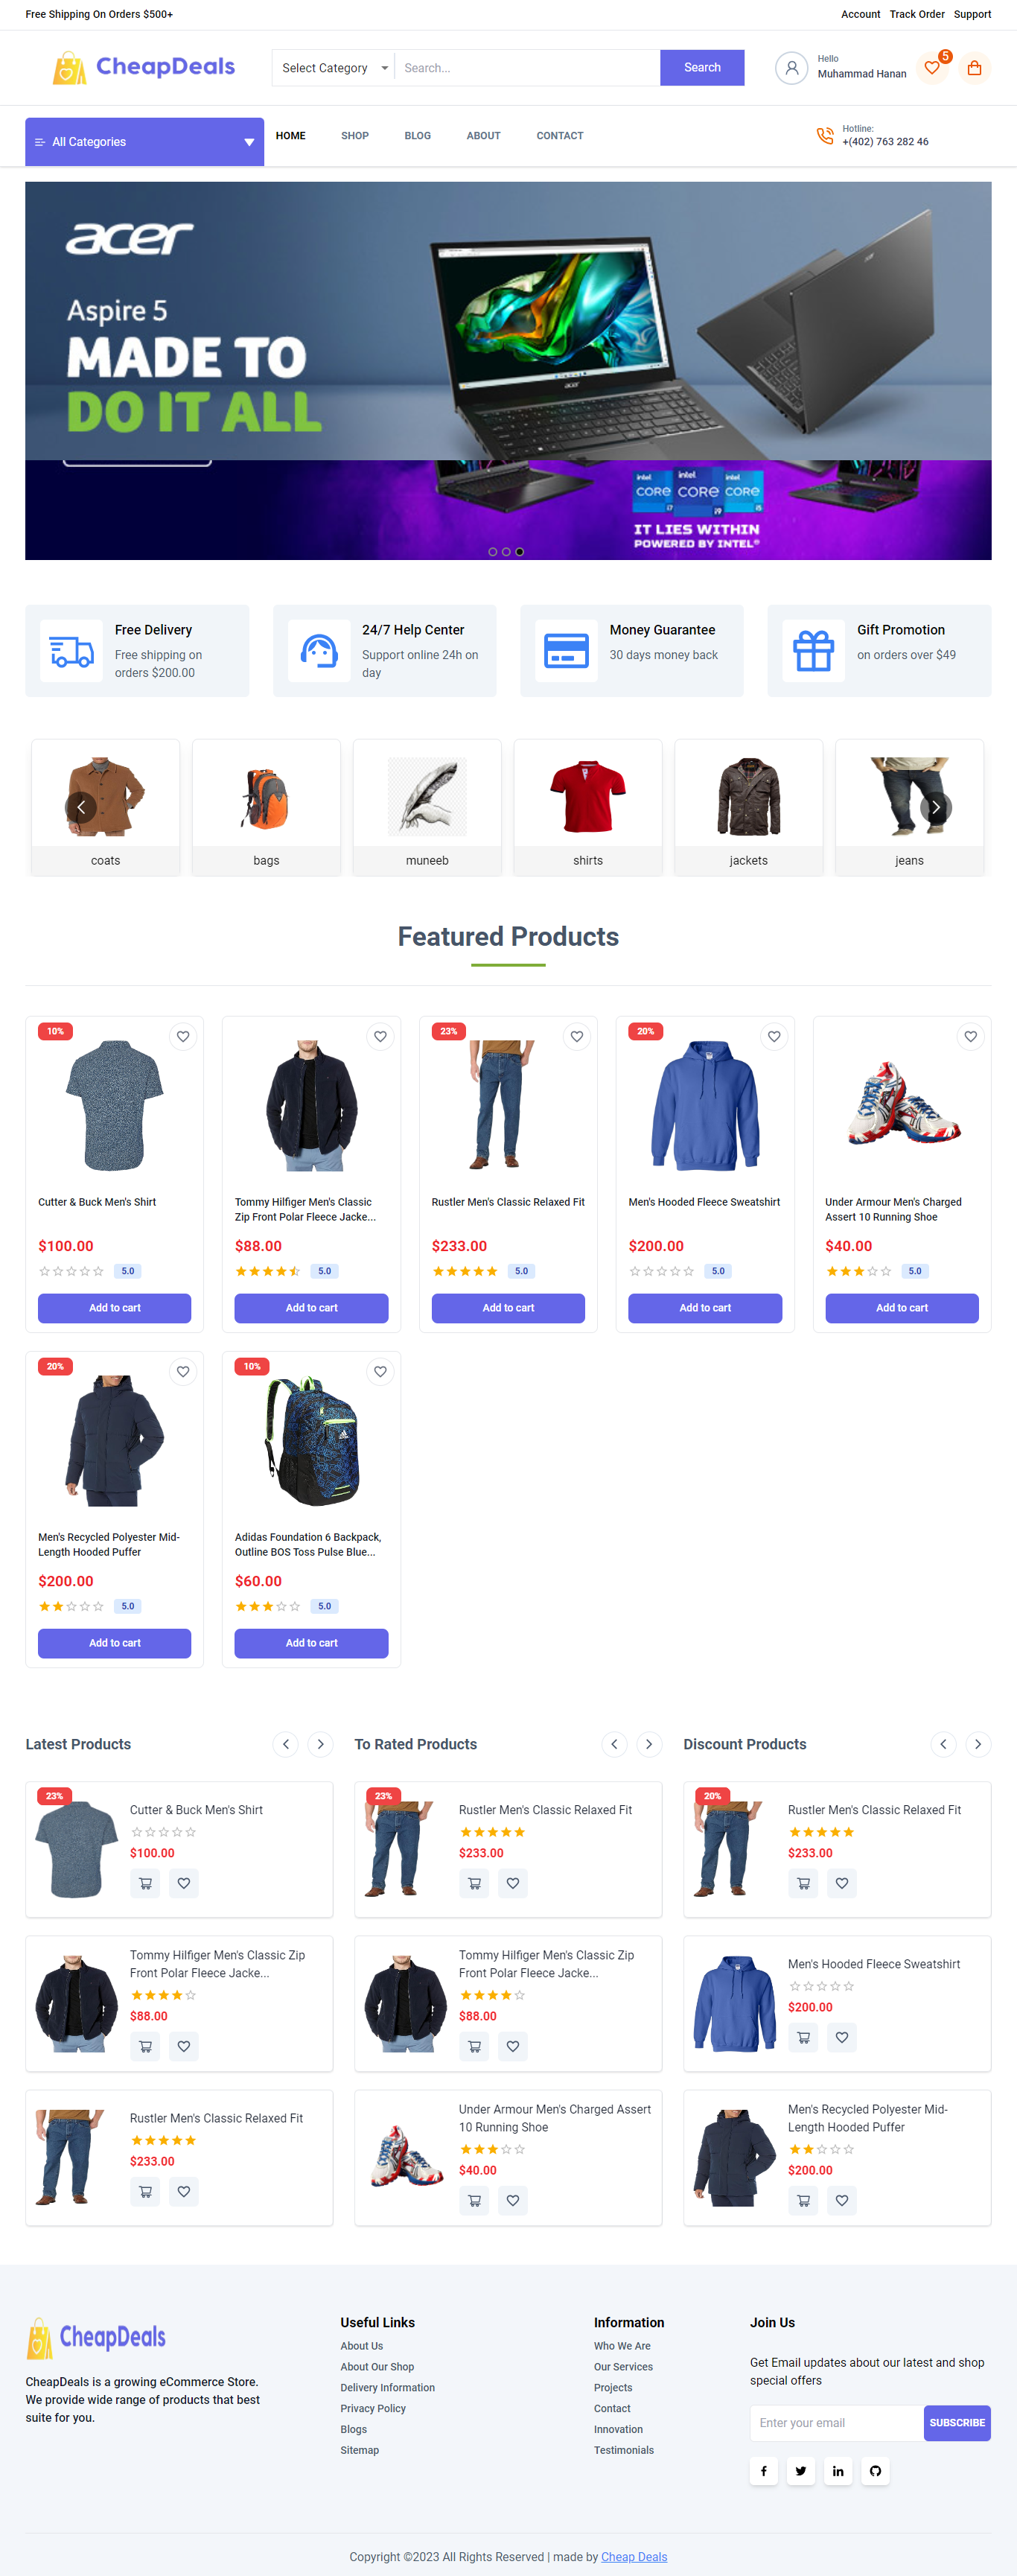 Free Shipping On Orders $500+
Account Track Order Support
CheapDeals
Select Category
Search...
Search
Hello
Muhammad Hanan
5
All Categories
HOME
SHOP
BLOG
ABOUT
CONTACT
Hotline:
+(402) 763 282 46
acer
Aspire 5
MADE TO
DO IT ALL
acer
intel intel intel
CORE CORE CORE
i7 i9 i5
IT LIES WITHIN
POWERED BY INTEL®
Free Delivery
Free shipping on
orders $200.00
24/7 Help Center
Support online 24h on
day
Money Guarantee
30 days money back
Gift Promotion
on orders over $49
coats
bags
muneeb
shirts
jackets
jeans
Featured Products
10%
Cutter & Buck Men's Shirt
$100.00
5.0
Add to cart
Tommy Hilfiger Men's Classic
Zip Front Polar Fleece Jacke...
$88.00
5.0
Add to cart
23%
Rustler Men's Classic Relaxed Fit
$233.00
5.0
Add to cart
20%
Men's Hooded Fleece Sweatshirt
$200.00
5.0
Add to cart
Under Armour Men's Charged
Assert 10 Running Shoe
$40.00
5.0
Add to cart
20%
Men's Recycled Polyester Mid-
Length Hooded Puffer
$200.00
5.0
Add to cart
10%
Adidas Foundation 6 Backpack,
Outline BOS Toss Pulse Blue...
$60.00
5.0
Add to cart
Latest Products
23%
Cutter & Buck Men's Shirt
$100.00
Tommy Hilfiger Men's Classic Zip
Front Polar Fleece Jacke...
$88.00
Rustler Men's Classic Relaxed Fit
$233.00
To Rated Products
23%
Rustler Men's Classic Relaxed Fit
$233.00
Tommy Hilfiger Men's Classic Zip
Front Polar Fleece Jacke...
$88.00
Under Armour Men's Charged Assert
10 Running Shoe
$40.00
Discount Products
20%
Rustler Men's Classic Relaxed Fit
$233.00
Men's Hooded Fleece Sweatshirt
$200.00
Men's Recycled Polyester Mid-
Length Hooded Puffer
$200.00
CheapDeals
CheapDeals is a growing eCommerce Store.
We provide wide range of products that best
suite for you.
Useful Links
About Us
About Our Shop
Delivery Information
Privacy Policy
Blogs
Sitemap
Information
Who We Are
Our Services
Projects
Contact
Innovation
Testimonials
Join Us
Get Email updates about our latest and shop
special offers
Enter your email
SUBSCRIBE
Copyright ©2023 All Rights Reserved | made by Cheap Deals